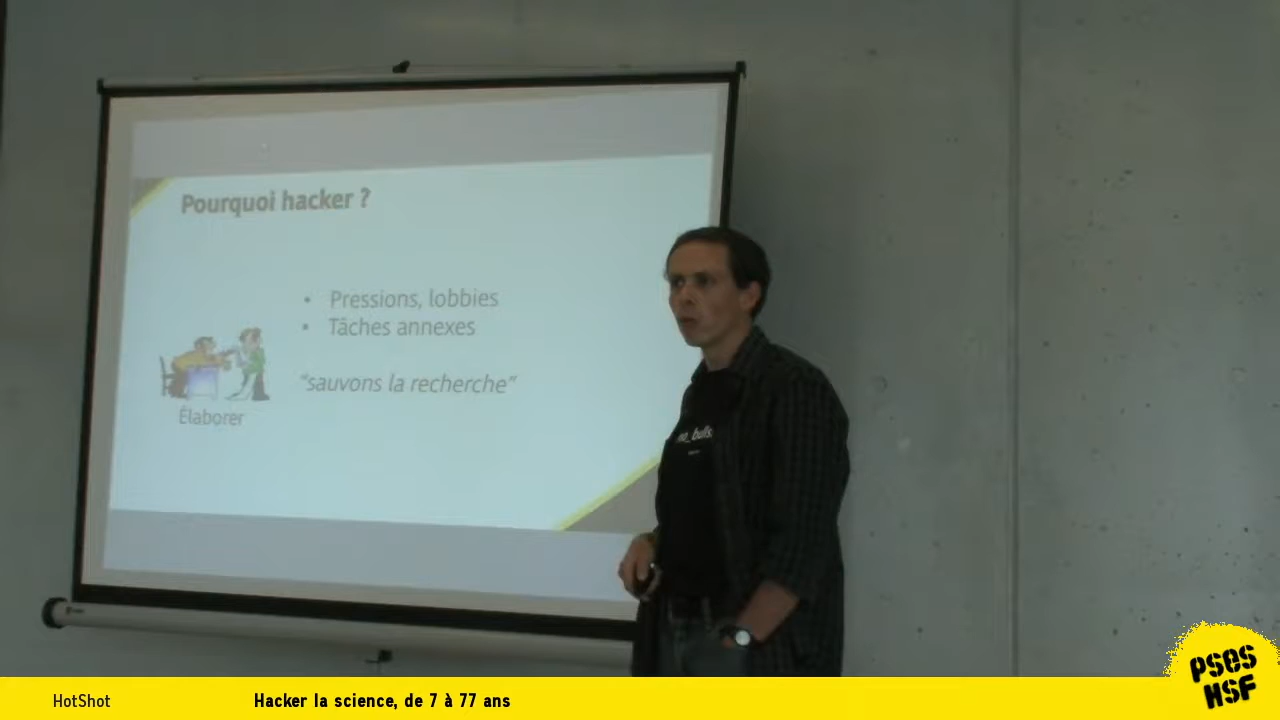 Pourquoi hacker ?
• Pressions, lobbies
• Tâches annexes
“sauvons la recherche”
Élaborer
HotShot
Hacker la science, de 7 à 77 ans
PSES
HSF